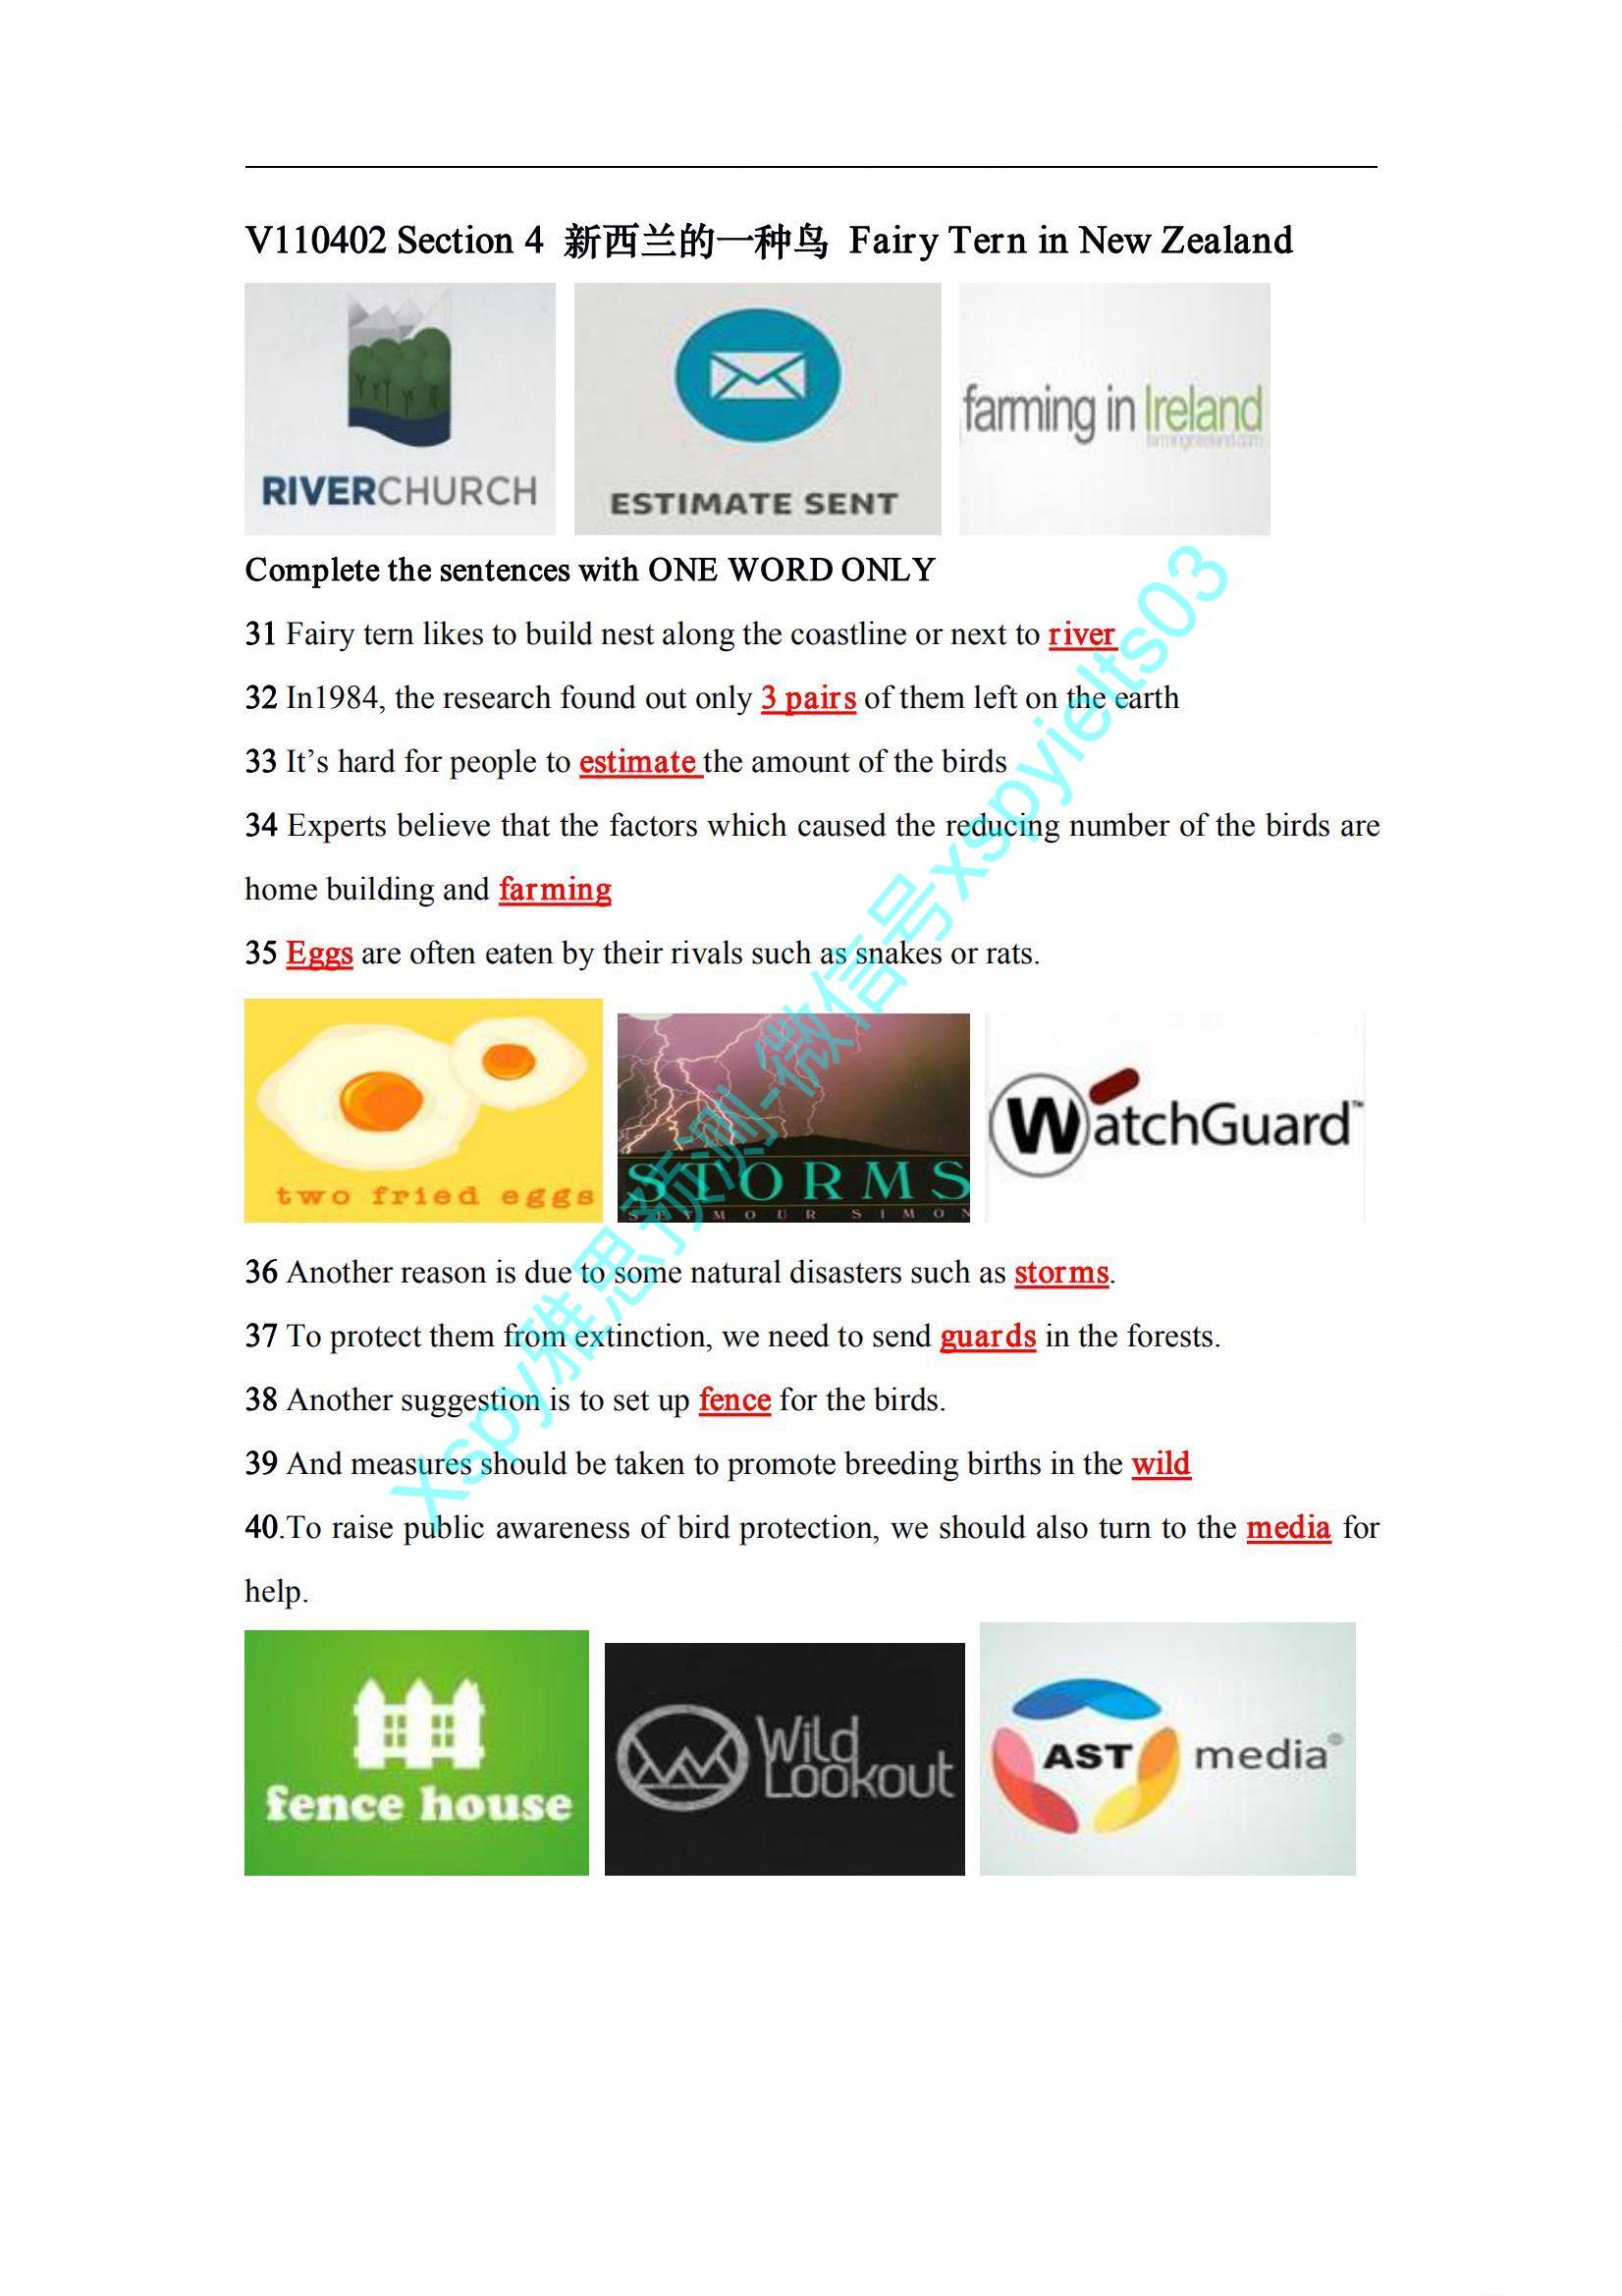 V110402 Section 4 新西兰的一种鸟 Fairy Tern in New Zealand
RIVERCHURCH
ESTIMATE SENT
farming in Ireland
farminginireland.com
Complete the sentences with ONE WORD ONLY
31 Fairy tern likes to build nest along the coastline or next to river
32 In1984, the research found out only 3 pairs of them left on the earth
33 It’s hard for people to estimate the amount of the birds
34 Experts believe that the factors which caused the reducing number of the birds are
home building and farming
35 Eggs are often eaten by their rivals such as snakes or rats.
two fried eggs
STORMS
SEYMOUR SIMON
WatchGuard™
36 Another reason is due to some natural disasters such as storms.
37 To protect them from extinction, we need to send guards in the forests.
38 Another suggestion is to set up fence for the birds.
39 And measures should be taken to promote breeding births in the wild
40.To raise public awareness of bird protection, we should also turn to the media for
help.
fence house
Wild
Lookout
AST media®
Xspy雅思预测-微信号xspyielts03